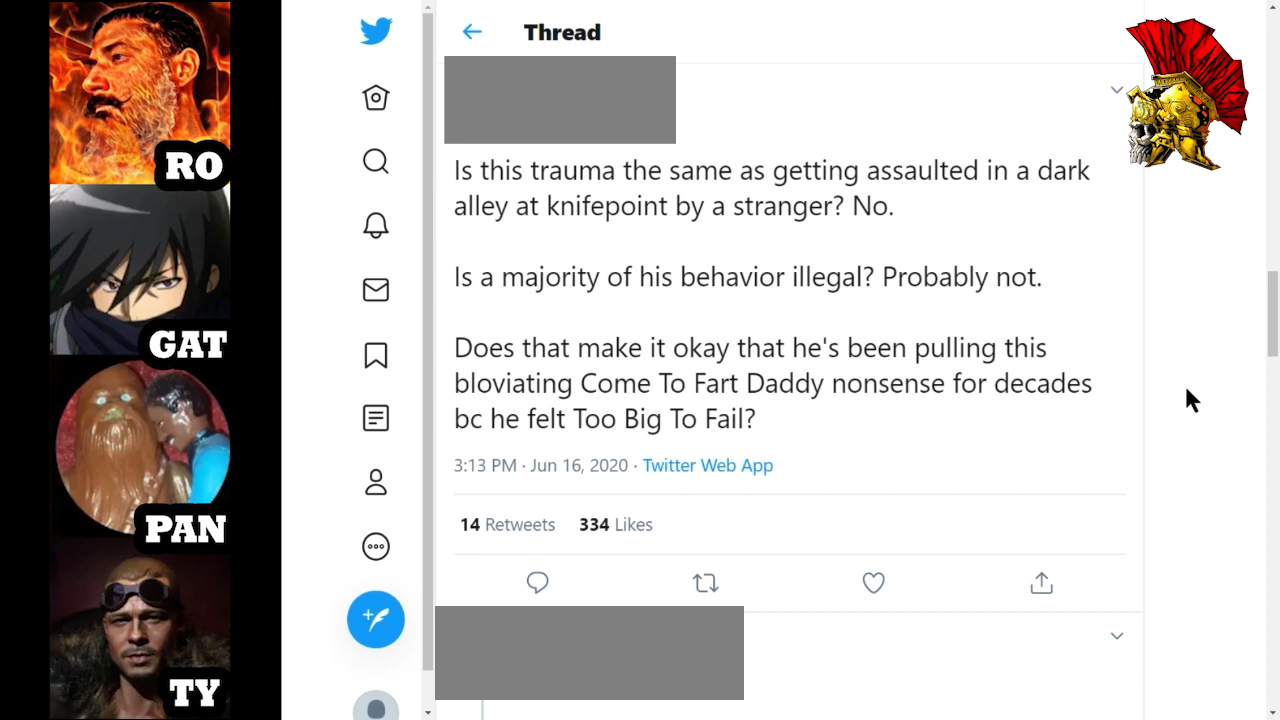 RO
GAT
PAN
TY
Thread
Is this trauma the same as getting assaulted in a dark
alley at knifepoint by a stranger? No.
Is a majority of his behavior illegal? Probably not.
Does that make it okay that he's been pulling this
bloviating Come To Fart Daddy nonsense for decades
bc he felt Too Big To Fail?
3:13 PM · Jun 16, 2020 · Twitter Web App
14 Retweets 334 Likes